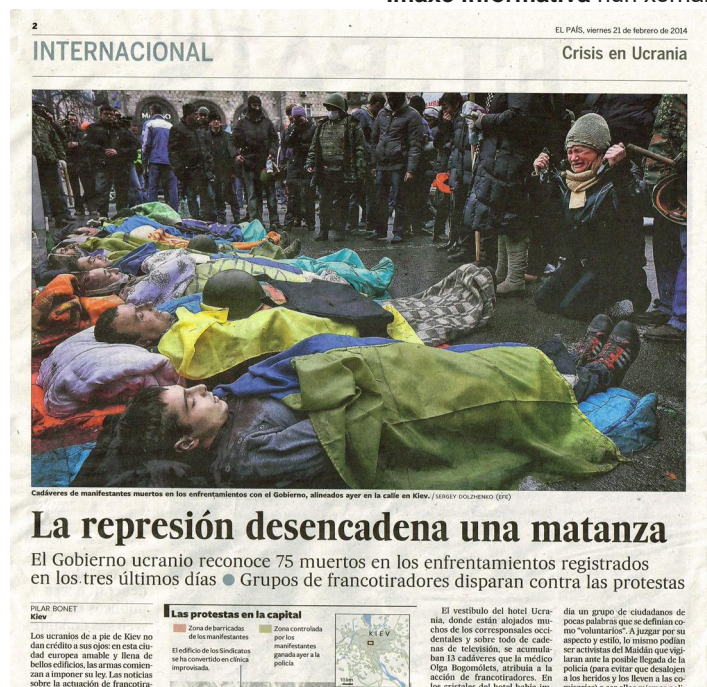 Imaxe informativa nun xornal
2
EL PAÍS, viernes 21 de febrero de 2014
INTERNACIONAL
Crisis en Ucrania
Cadáveres de manifestantes muertos en los enfrentamientos con el Gobierno, alineados ayer en la calle en Kiev. / SERGEY DOLZHENKO (EFE)
La represión desencadena una matanza
El Gobierno ucranio reconoce 75 muertos en los enfrentamientos registrados
en los tres últimos días ● Grupos de francotiradores disparan contra las protestas
PILAR BONET
Kiev
Los ucranios de a pie de Kiev no
dan crédito a sus ojos: en esta ciu-
dad europea amable y llena de
bellos edificios, las armas comien-
zan a imponer su ley. Las noticias
sobre la actuación de francotira-
Las protestas en la capital
Zona de barricadas
de los manifestantes
El edificio de los Sindicatos
se ha convertido en clínica
improvisada.
Zona controlada
por los
manifestantes
ganada ayer a la
policía
KIEV
El vestíbulo del hotel Ucra-
nia, donde están alojados mu-
chos de los corresponsales occi-
dentales y sobre todo de cade-
nas de televisión, se acumula-
ban 13 cadáveres que la médico
Olga Bogomólets, atribuía a la
acción de francotiradores. En
los cristales del hotel había im-
día un grupo de ciudadanos de
pocas palabras que se definían co-
mo "voluntarios". A juzgar por su
aspecto y estilo, lo mismo podían
ser activistas del Maidán que vigi-
laran ante la posible llegada de la
policía (para evitar que desalojen
a los heridos y los lleven a las co-